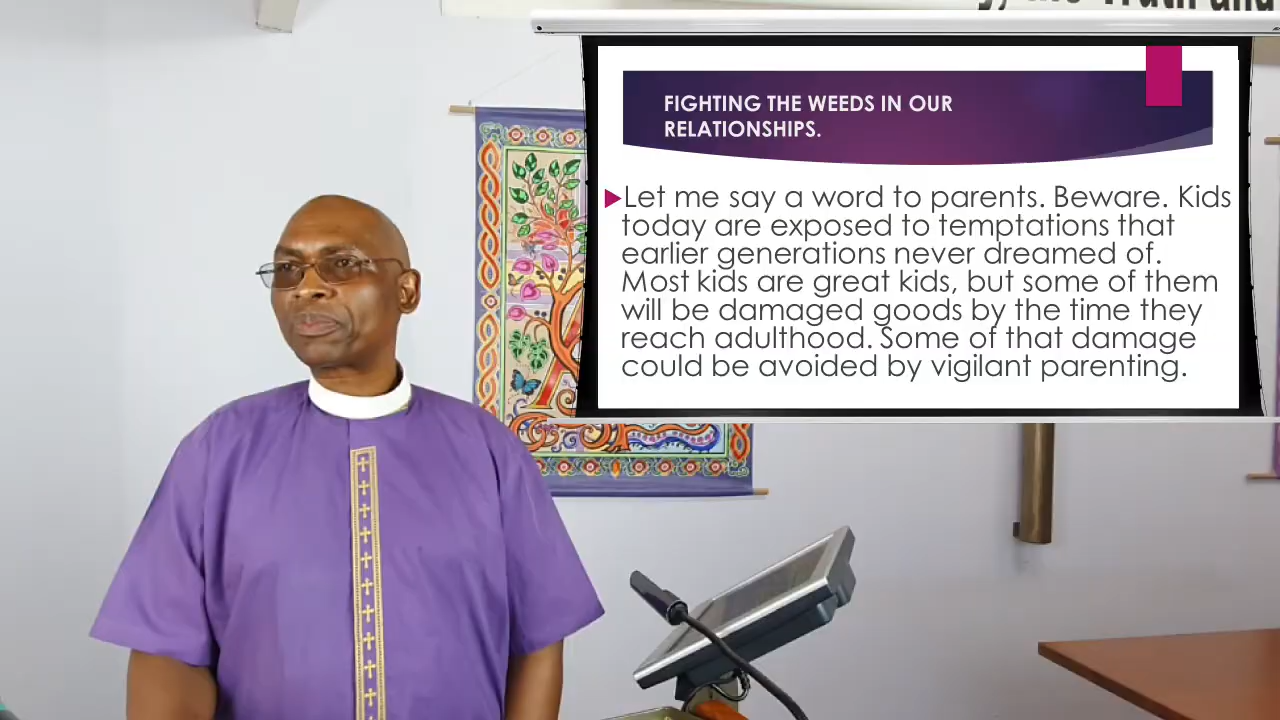 Truth and
FIGHTING THE WEEDS IN OUR
RELATIONSHIPS.
Let me say a word to parents. Beware. Kids
today are exposed to temptations that
earlier generations never dreamed of.
Most kids are great kids, but some of them
will be damaged goods by the time they
reach adulthood. Some of that damage
could be avoided by vigilant parenting.